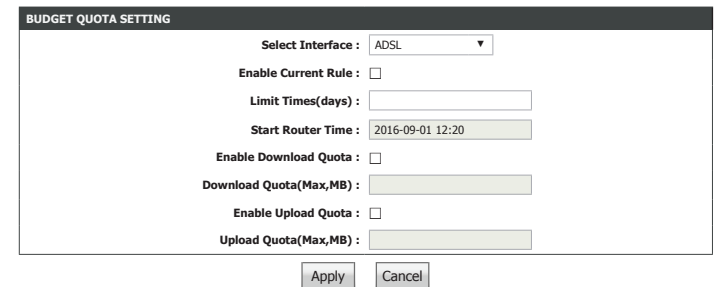 BUDGET QUOTA SETTING
Select Interface : ADSL
Enable Current Rule :
Limit Times(days) :
Start Router Time : 2016-09-01 12:20
Enable Download Quota :
Download Quota(Max,MB) :
Enable Upload Quota :
Upload Quota(Max,MB) :
Apply Cancel